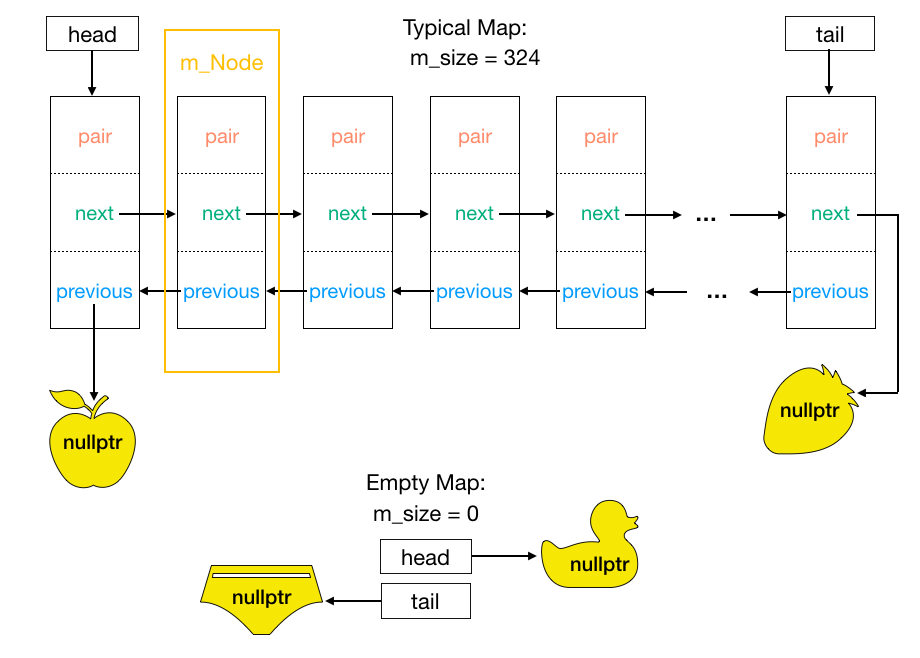 head
Typical Map:
m_size = 324
tail
m_Node
pair pair pair pair pair pair
next next next next next ... next
previous previous previous previous previous ... previous
nullptr
nullptr
Empty Map:
m_size = 0
head
nullptr
nullptr
tail